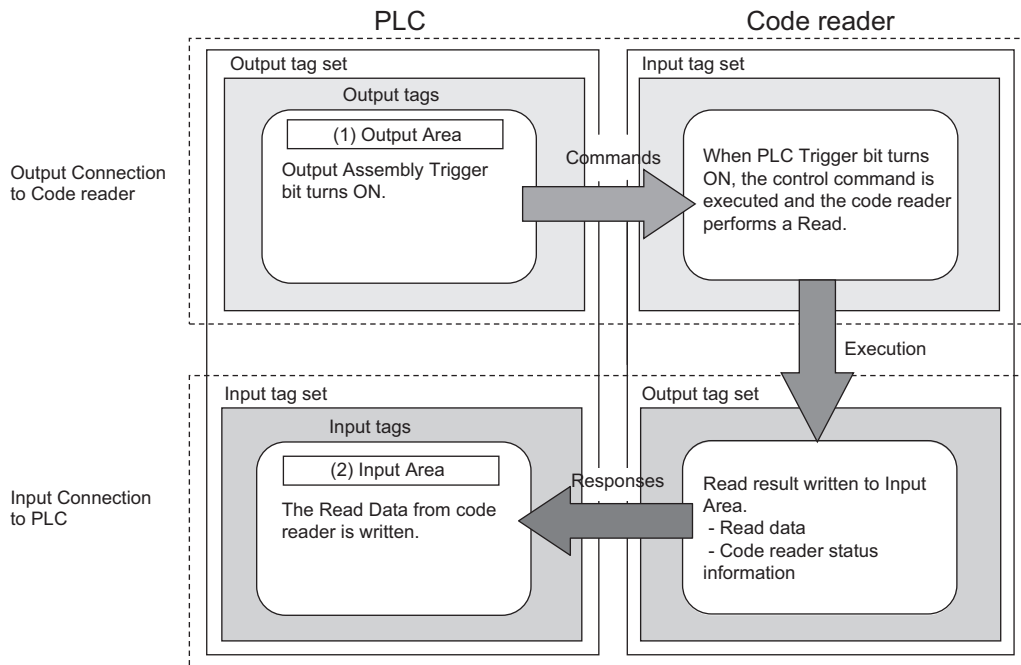 PLC
Code reader
Output tag set
Input tag set
Output tags
(1) Output Area
Output Assembly Trigger
bit turns ON.
Commands
When PLC Trigger bit turns
ON, the control command is
executed and the code reader
performs a Read.
Output Connection
to Code reader
Execution
Input tag set
Output tag set
Input tags
(2) Input Area
The Read Data from code
reader is written.
Responses
Read result written to Input
Area.
- Read data
- Code reader status
information
Input Connection
to PLC